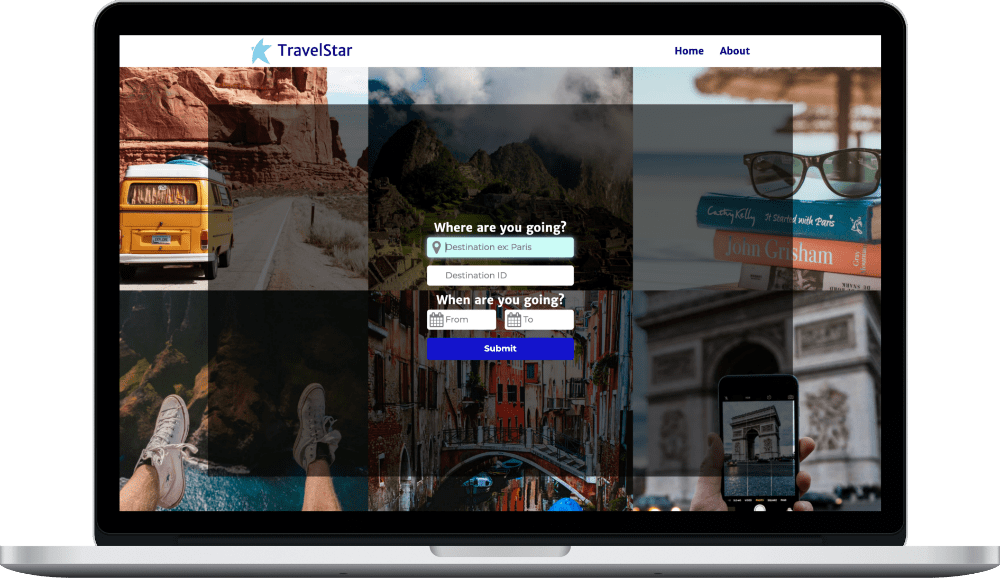 TravelStar
Home About
Where are you going?
Destination ex: Paris
Destination ID
When are you going?
From To
Submit
Cathy Kelly It Started with Paris
John Grisham